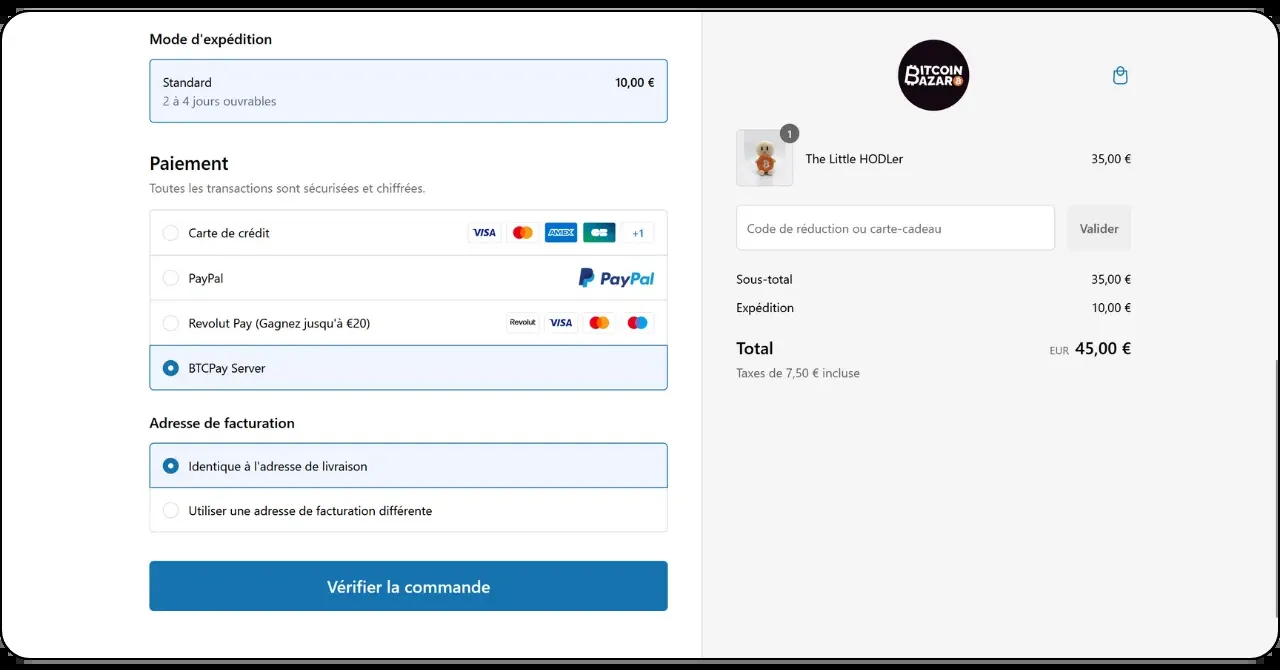 Mode d'expédition
Standard 10,00 €
2 à 4 jours ouvrables
Paiement
Toutes les transactions sont sécurisées et chiffrées.
Carte de crédit VISA AMEX CB +1
PayPal PayPal
Revolut Pay (Gagnez jusqu'à €20) Revolut VISA
BTCPay Server
Adresse de facturation
Identique à l'adresse de livraison
Utiliser une adresse de facturation différente
Vérifier la commande
BITCOIN
BAZAR
1
The Little HODLer 35,00 €
Code de réduction ou carte-cadeau Valider
Sous-total 35,00 €
Expédition 10,00 €
Total EUR 45,00 €
Taxes de 7,50 € incluse